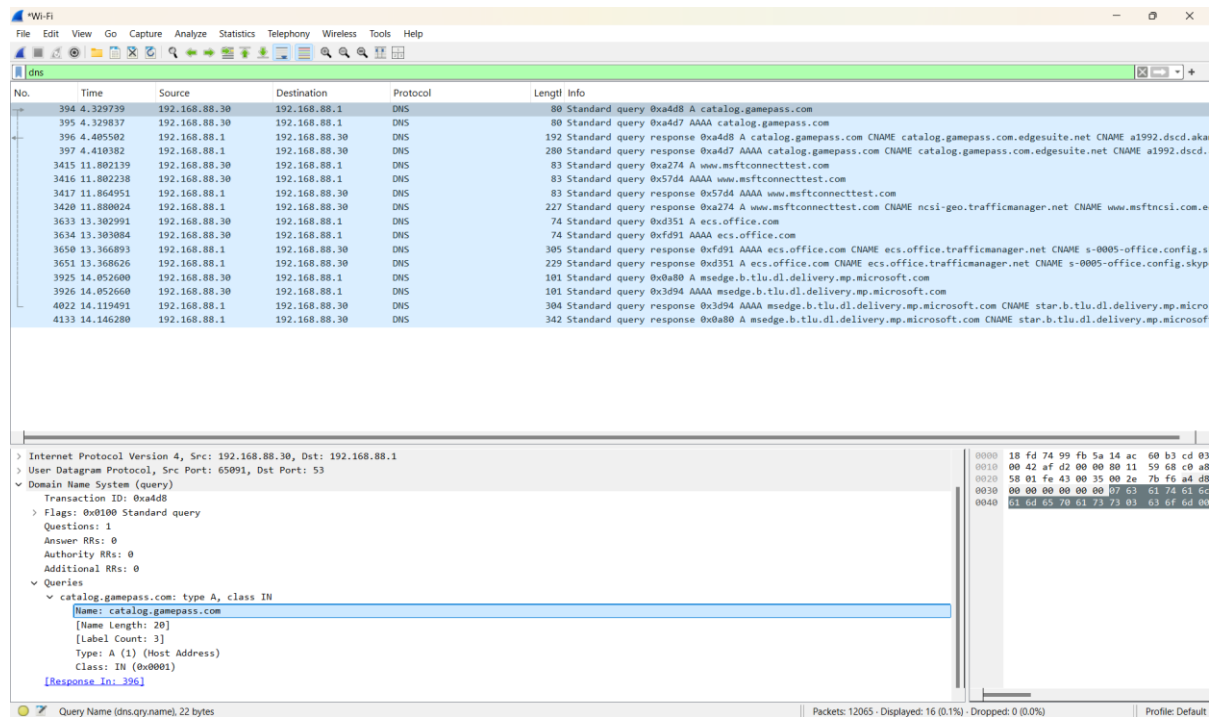 *Wi-Fi
File Edit View Go Capture Analyze Statistics Telephony Wireless Tools Help
dns
No. Time Source Destination Protocol Lengtl Info
394 4.329739 192.168.88.30 192.168.88.1 DNS 80 Standard query 0xa4d8 A catalog.gamepass.com
395 4.329837 192.168.88.30 192.168.88.1 DNS 80 Standard query 0xa4d7 AAAA catalog.gamepass.com
396 4.405502 192.168.88.1 192.168.88.30 DNS 192 Standard query response 0xa4d8 A catalog.gamepass.com CNAME catalog.gamepass.com.edgesuite.net CNAME a1992.dscd.aka
397 4.410382 192.168.88.1 192.168.88.30 DNS 280 Standard query response 0xa4d7 AAAA catalog.gamepass.com CNAME catalog.gamepass.com.edgesuite.net CNAME a1992.dscd.
3415 11.802139 192.168.88.30 192.168.88.1 DNS 83 Standard query 0xa274 A www.msftconnecttest.com
3416 11.802238 192.168.88.30 192.168.88.1 DNS 83 Standard query 0x57d4 AAAA www.msftconnecttest.com
3417 11.864951 192.168.88.1 192.168.88.30 DNS 83 Standard query response 0x57d4 AAAA www.msftconnecttest.com
3420 11.880024 192.168.88.1 192.168.88.30 DNS 227 Standard query response 0xa274 A www.msftconnecttest.com CNAME ncsi-geo.trafficmanager.net CNAME www.msftncsi.com.e
3633 13.302991 192.168.88.30 192.168.88.1 DNS 74 Standard query 0xd351 A ecs.office.com
3634 13.303084 192.168.88.30 192.168.88.1 DNS 74 Standard query 0xfd91 AAAA ecs.office.com
3650 13.366893 192.168.88.1 192.168.88.30 DNS 305 Standard query response 0xfd91 AAAA ecs.office.com CNAME ecs.office.trafficmanager.net CNAME s-0005-office.config.s
3651 13.368626 192.168.88.1 192.168.88.30 DNS 229 Standard query response 0xd351 A ecs.office.com CNAME ecs.office.trafficmanager.net CNAME s-0005-office.config.skyp
3925 14.052600 192.168.88.30 192.168.88.1 DNS 101 Standard query 0x0a80 A msedge.b.tlu.dl.delivery.mp.microsoft.com
3926 14.052660 192.168.88.30 192.168.88.1 DNS 101 Standard query 0x3d94 AAAA msedge.b.tlu.dl.delivery.mp.microsoft.com
4022 14.119491 192.168.88.1 192.168.88.30 DNS 304 Standard query response 0x3d94 AAAA msedge.b.tlu.dl.delivery.mp.microsoft.com CNAME star.b.tlu.dl.delivery.mp.micro
4133 14.146280 192.168.88.1 192.168.88.30 DNS 342 Standard query response 0x0a80 A msedge.b.tlu.dl.delivery.mp.microsoft.com CNAME star.b.tlu.dl.delivery.mp.microsof
Internet Protocol Version 4, Src: 192.168.88.30, Dst: 192.168.88.1
User Datagram Protocol, Src Port: 65091, Dst Port: 53
Domain Name System (query)
Transaction ID: 0xa4d8
Flags: 0x0100 Standard query
Questions: 1
Answer RRs: 0
Authority RRs: 0
Additional RRs: 0
Queries
catalog.gamepass.com: type A, class IN
Name: catalog.gamepass.com
[Name Length: 20]
[Label Count: 3]
Type: A (1) (Host Address)
Class: IN (0x0001)
[Response In: 396]
0000 18 fd 74 99 fb 5a 14 ac 60 b3 cd 03
0010 00 42 af d2 00 00 80 11 59 68 c0 a8
0020 58 01 fe 43 00 35 00 2e 7b f6 a4 d8
0030 00 00 00 00 00 00 07 63 61 74 61 6c
0040 61 6d 65 70 61 73 73 03 63 6f 6d 00
Query Name (dns.qry.name), 22 bytes
Packets: 12065 · Displayed: 16 (0.1%) · Dropped: 0 (0.0%)
Profile: Default